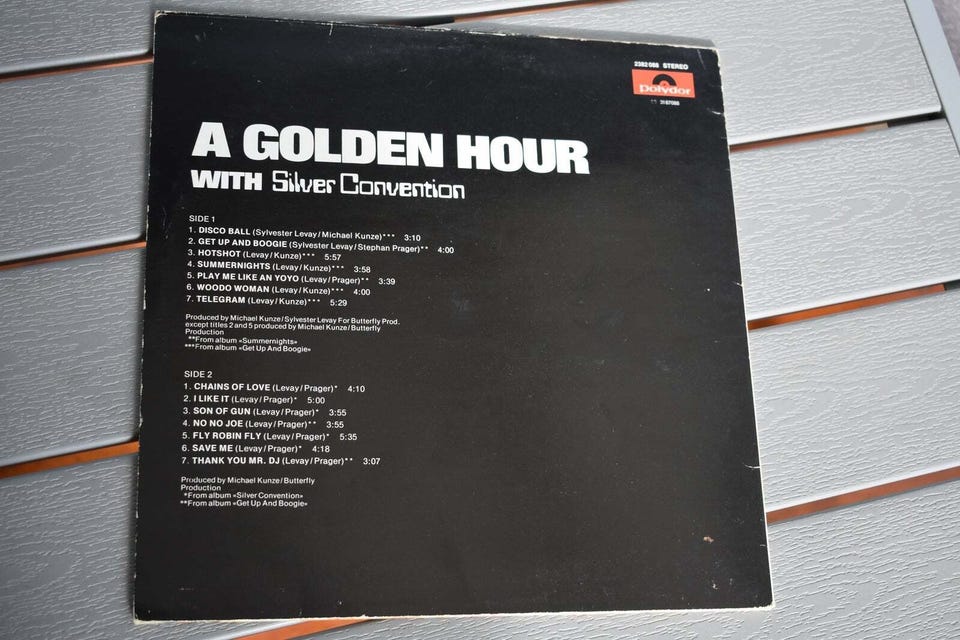 2382 068 STEREO
polydor
3187088
A GOLDEN HOUR
WITH Silver Convention
SIDE 1
1. DISCO BALL (Sylvester Levay/Michael Kunze)*** 3:10
2. GET UP AND BOOGIE (Sylvester Levay/Stephan Prager)** 4:00
3. HOTSHOT (Levay/Kunze)*** 5:57
4. SUMMERNIGHTS (Levay/Kunze)*** 3:58
5. PLAY ME LIKE AN YOYO (Levay/Prager)** 3:39
6. WOODO WOMAN (Levay/Kunze)*** 4:00
7. TELEGRAM (Levay/Kunze)*** 5:29
Produced by Michael Kunze/Sylvester Levay For Butterfly Prod.
except titles 2 and 5 produced by Michael Kunze/Butterfly
Production
**From album «Summernights»
***From album «Get Up And Boogie»
SIDE 2
1. CHAINS OF LOVE (Levay/Prager)* 4:10
2. I LIKE IT (Levay/Prager)* 5:00
3. SON OF GUN (Levay/Prager)* 3:55
4. NO NO JOE (Levay/Prager)** 3:55
5. FLY ROBIN FLY (Levay/Prager)* 5:35
6. SAVE ME (Levay/Prager)* 4:18
7. THANK YOU MR. DJ (Levay/Prager)** 3:07
Produced by Michael Kunze/Butterfly
Production
*From album «Silver Convention»
**From album «Get Up And Boogie»